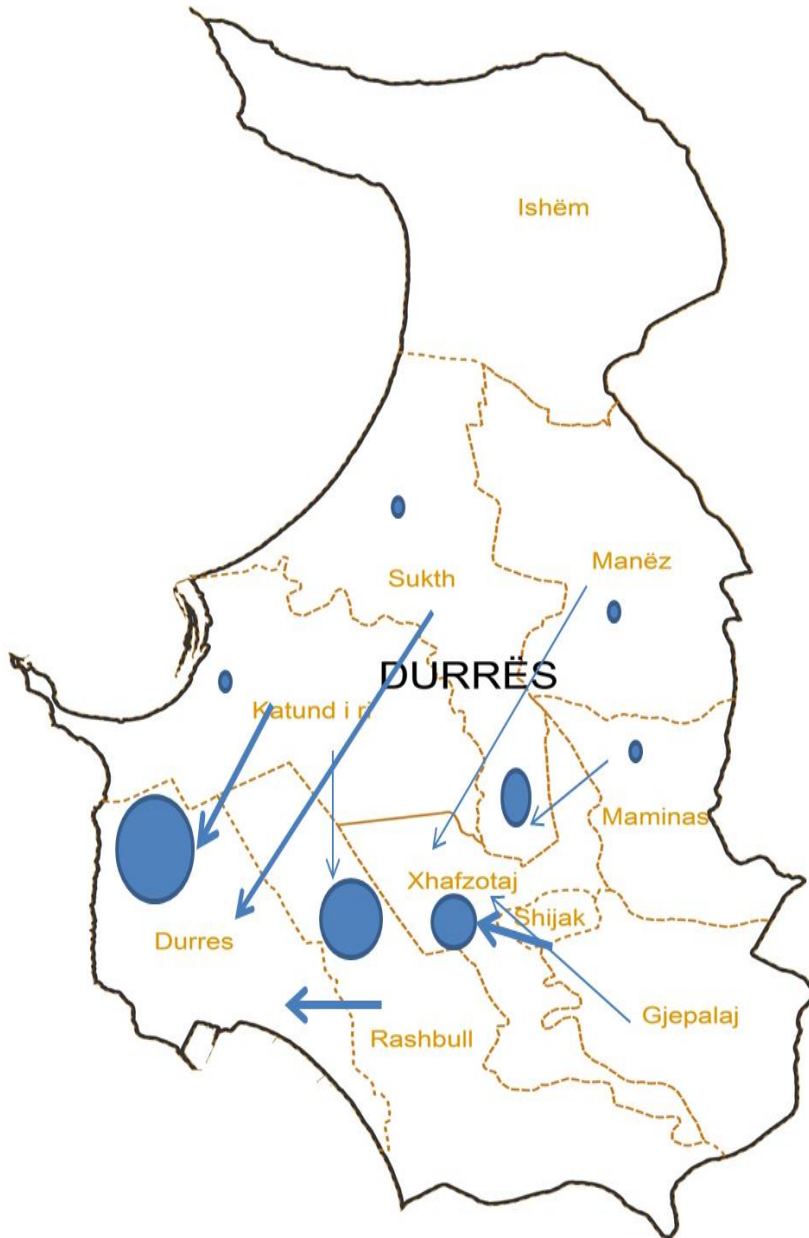 Ishëm
Manëz
Sukth
DURRËS
Katund i ri
Maminas
Xhafzotaj
Shijak
Durres
Gjepalaj
Rashbull